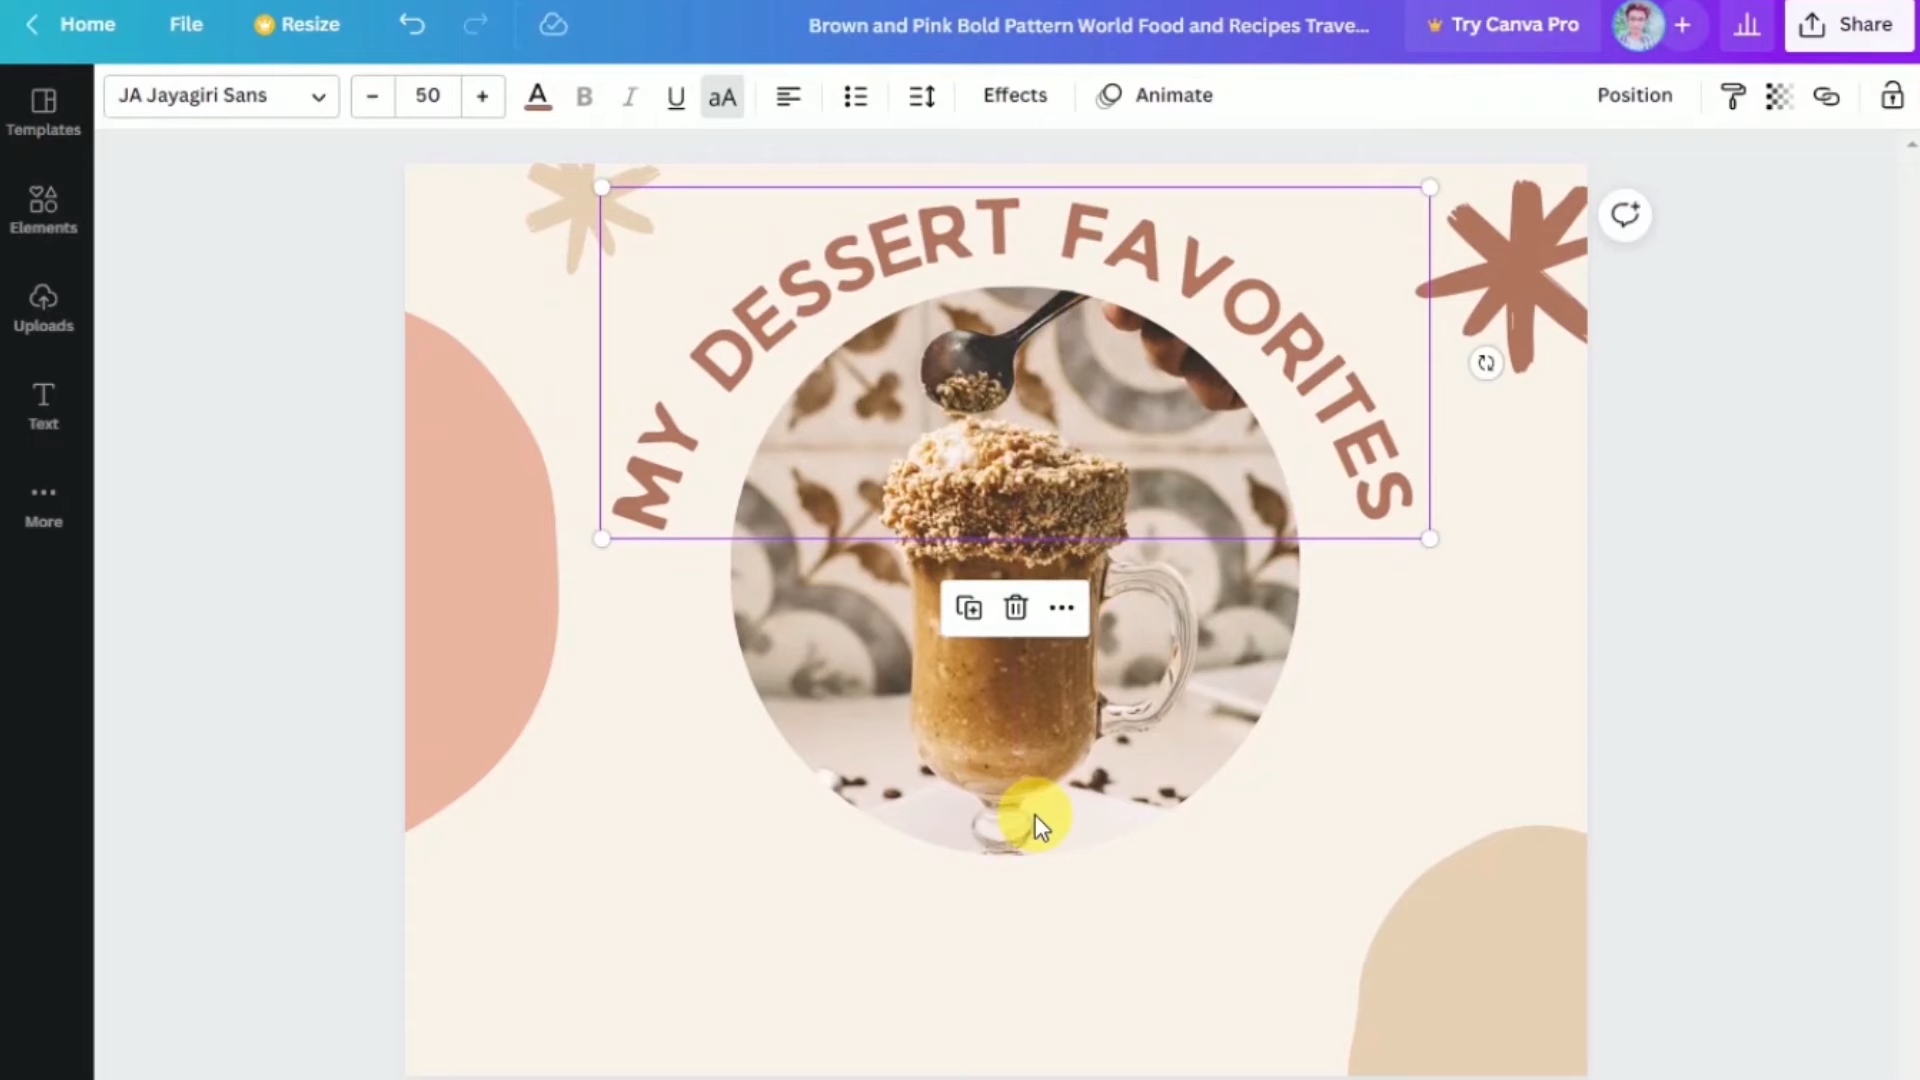 Home File Resize Brown and Pink Bold Pattern World Food and Recipes Trave... Try Canva Pro + Share
JA Jayagiri Sans - 50 + A B I U aA Effects Animate Position
Templates
Elements
Uploads
Text
More
MY DESSERT FAVORITES